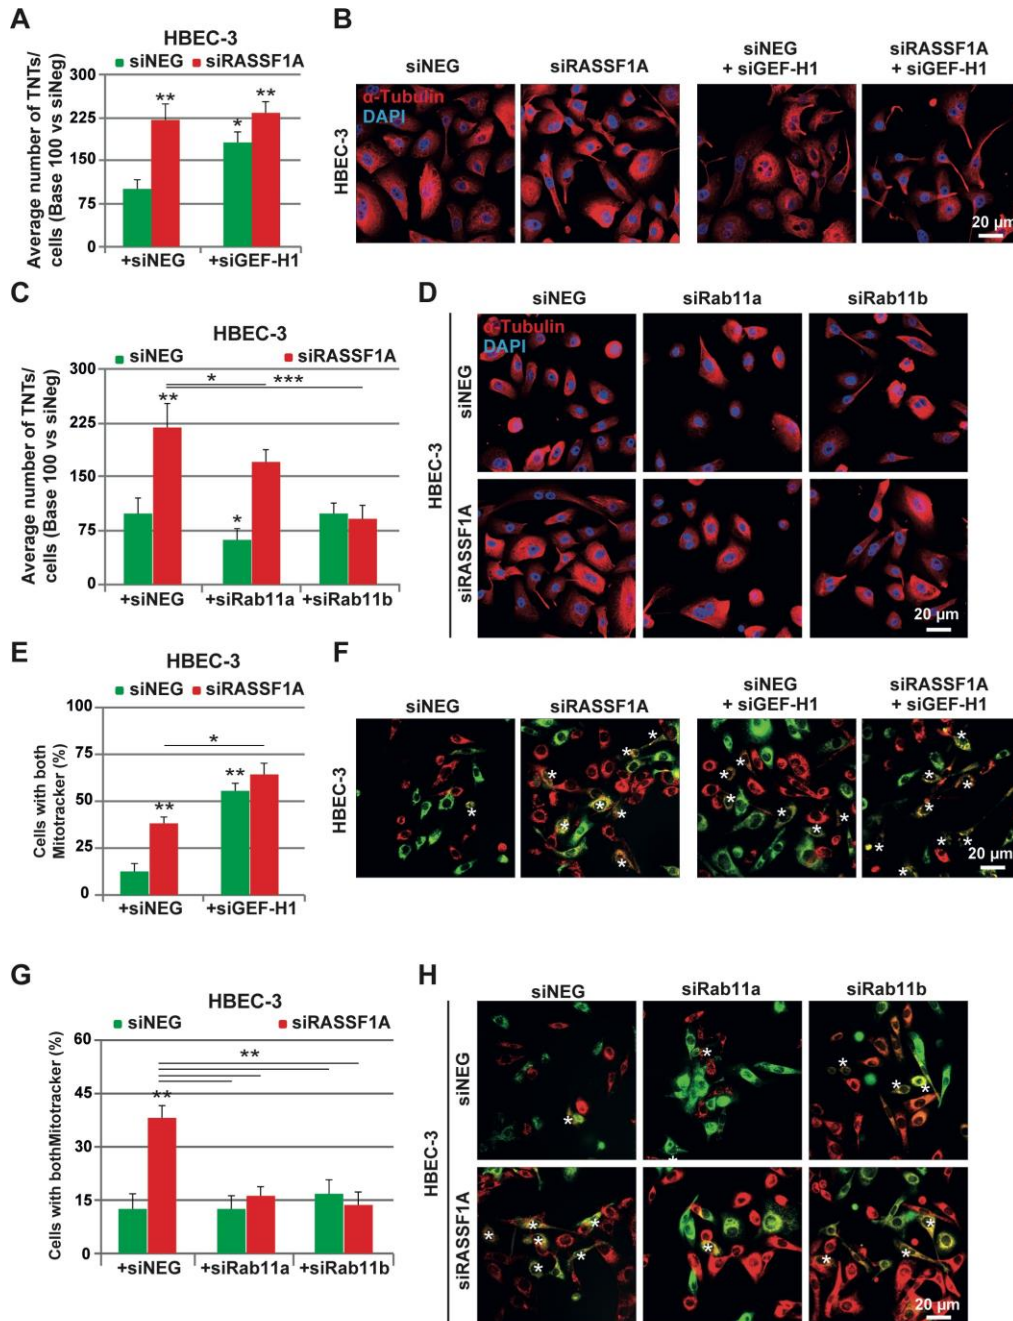 A
HBEC-3
siNEG siRASSF1A
Average number of TNTs/
cells (Base 100 vs siNeg)
300
225
150
75
0
**
*
**
+siNEG +siGEF-H1
B
siNEG siRASSF1A siNEG
+ siGEF-H1 siRASSF1A
+ siGEF-H1
HBEC-3
α-Tubulin
DAPI
20 µm
C
HBEC-3
siNEG siRASSF1A
Average number of TNTs/
cells (Base 100 vs siNeg)
300
225
150
75
0
* ***
**
*
+siNEG +siRab11a +siRab11b
D
siNEG siRab11a siRab11b
HBEC-3
siNEG
siRASSF1A
α-Tubulin
DAPI
20 µm
E
HBEC-3
siNEG siRASSF1A
Cells with both
Mitotracker (%)
100
75
50
25
0
*
**
**
+siNEG +siGEF-H1
F
siNEG siRASSF1A siNEG
+ siGEF-H1 siRASSF1A
+ siGEF-H1
HBEC-3
20 µm
G
HBEC-3
siNEG siRASSF1A
Cells with bothMitotracker (%)
60
45
30
15
0
**
**
+siNEG +siRab11a +siRab11b
H
siNEG siRab11a siRab11b
HBEC-3
siNEG
siRASSF1A
20 µm